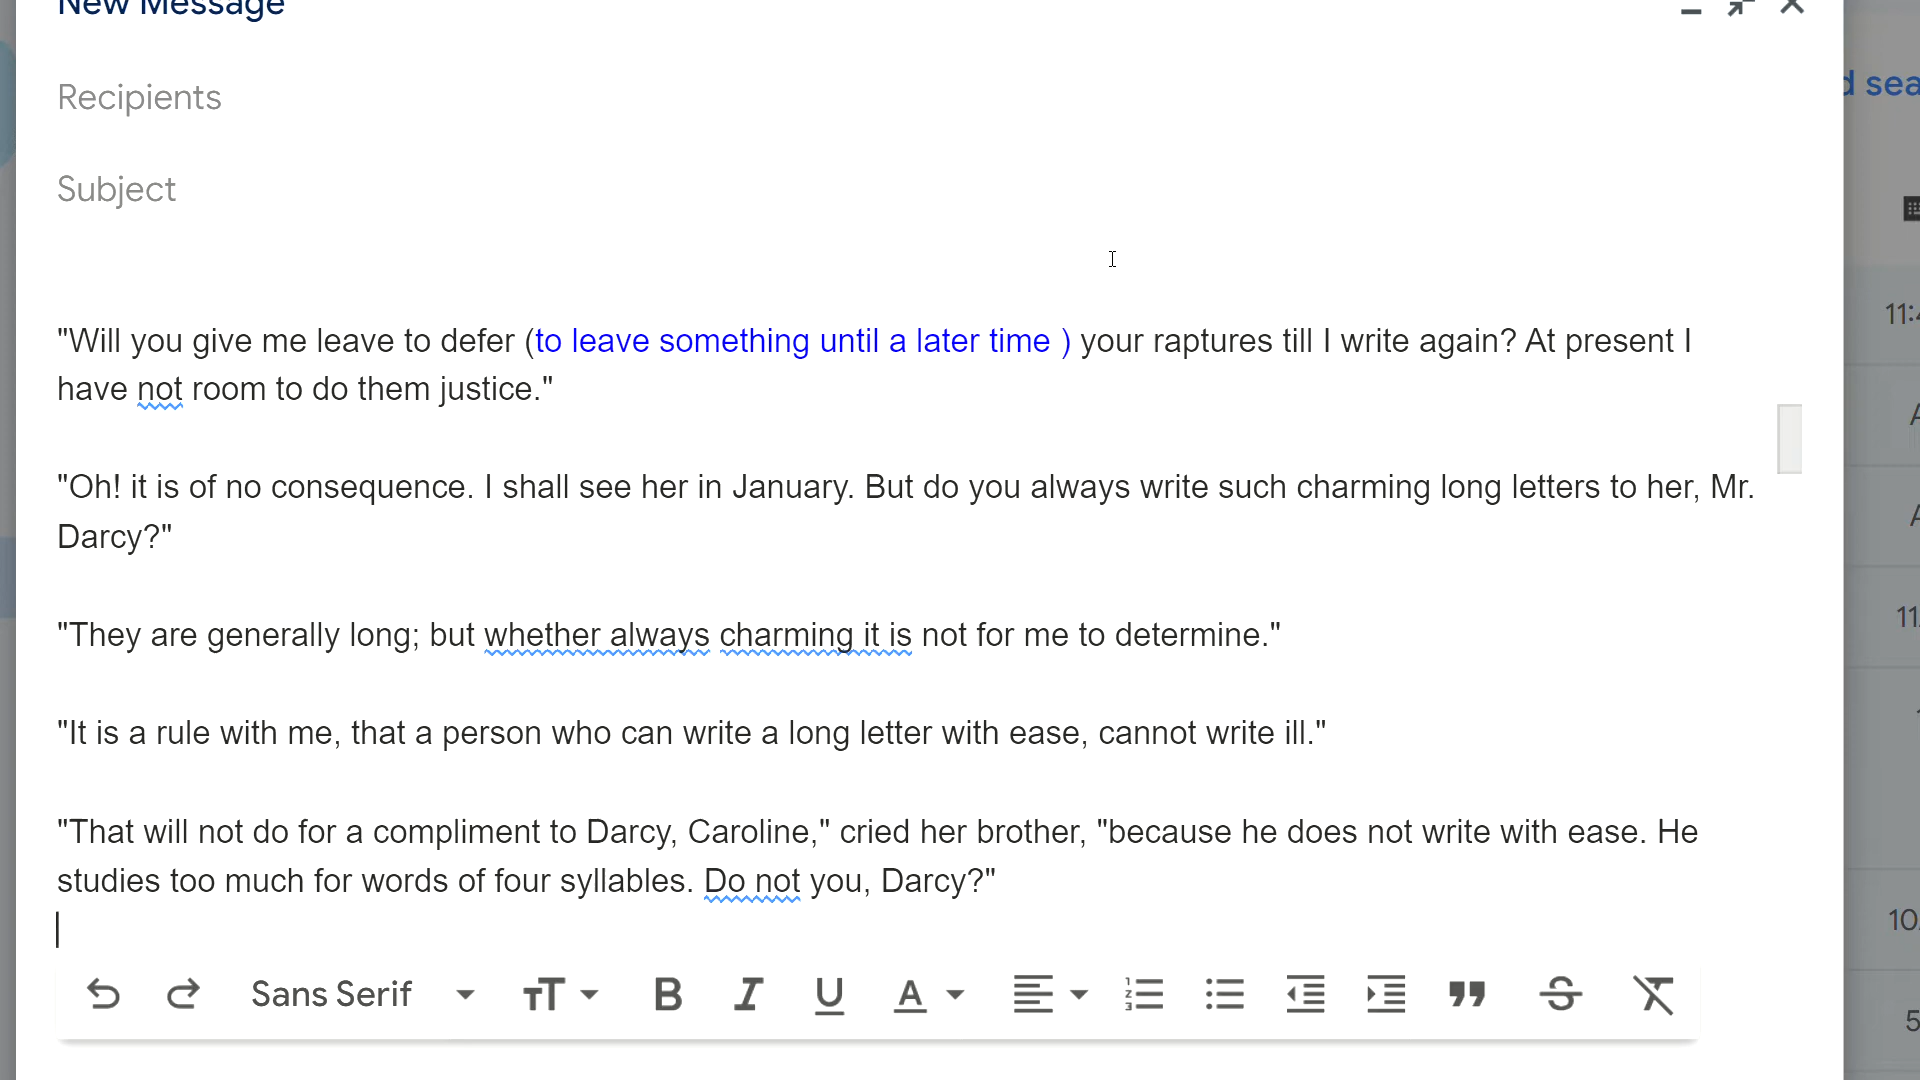 New Message
Recipients
Subject
"Will you give me leave to defer (to leave something until a later time ) your raptures till I write again? At present I
have not room to do them justice."
"Oh! it is of no consequence. I shall see her in January. But do you always write such charming long letters to her, Mr.
Darcy?"
"They are generally long; but whether always charming it is not for me to determine."
"It is a rule with me, that a person who can write a long letter with ease, cannot write ill."
"That will not do for a compliment to Darcy, Caroline," cried her brother, "because he does not write with ease. He
studies too much for words of four syllables. Do not you, Darcy?"
Sans Serif